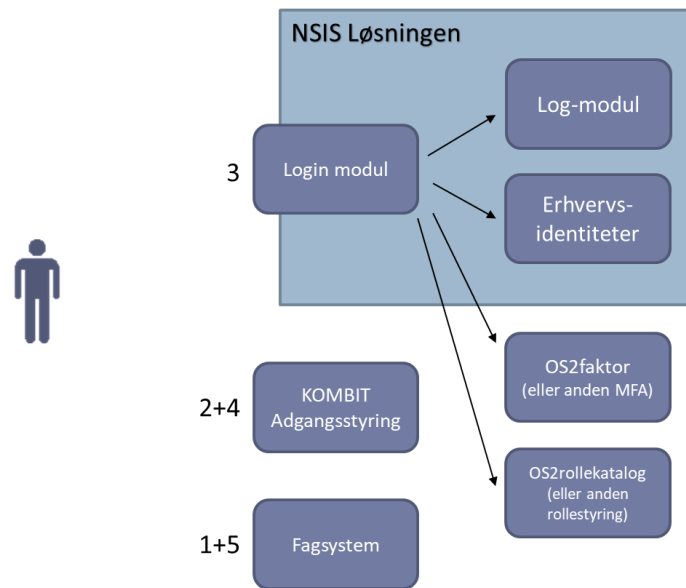 NSIS Løsningen
Log-modul
3
Login modul
Erhvervs-
identiteter
OS2faktor
(eller anden MFA)
2+4
KOMBIT
Adgangsstyring
OS2rollekatalog
(eller anden
rollestyring)
1+5
Fagsystem